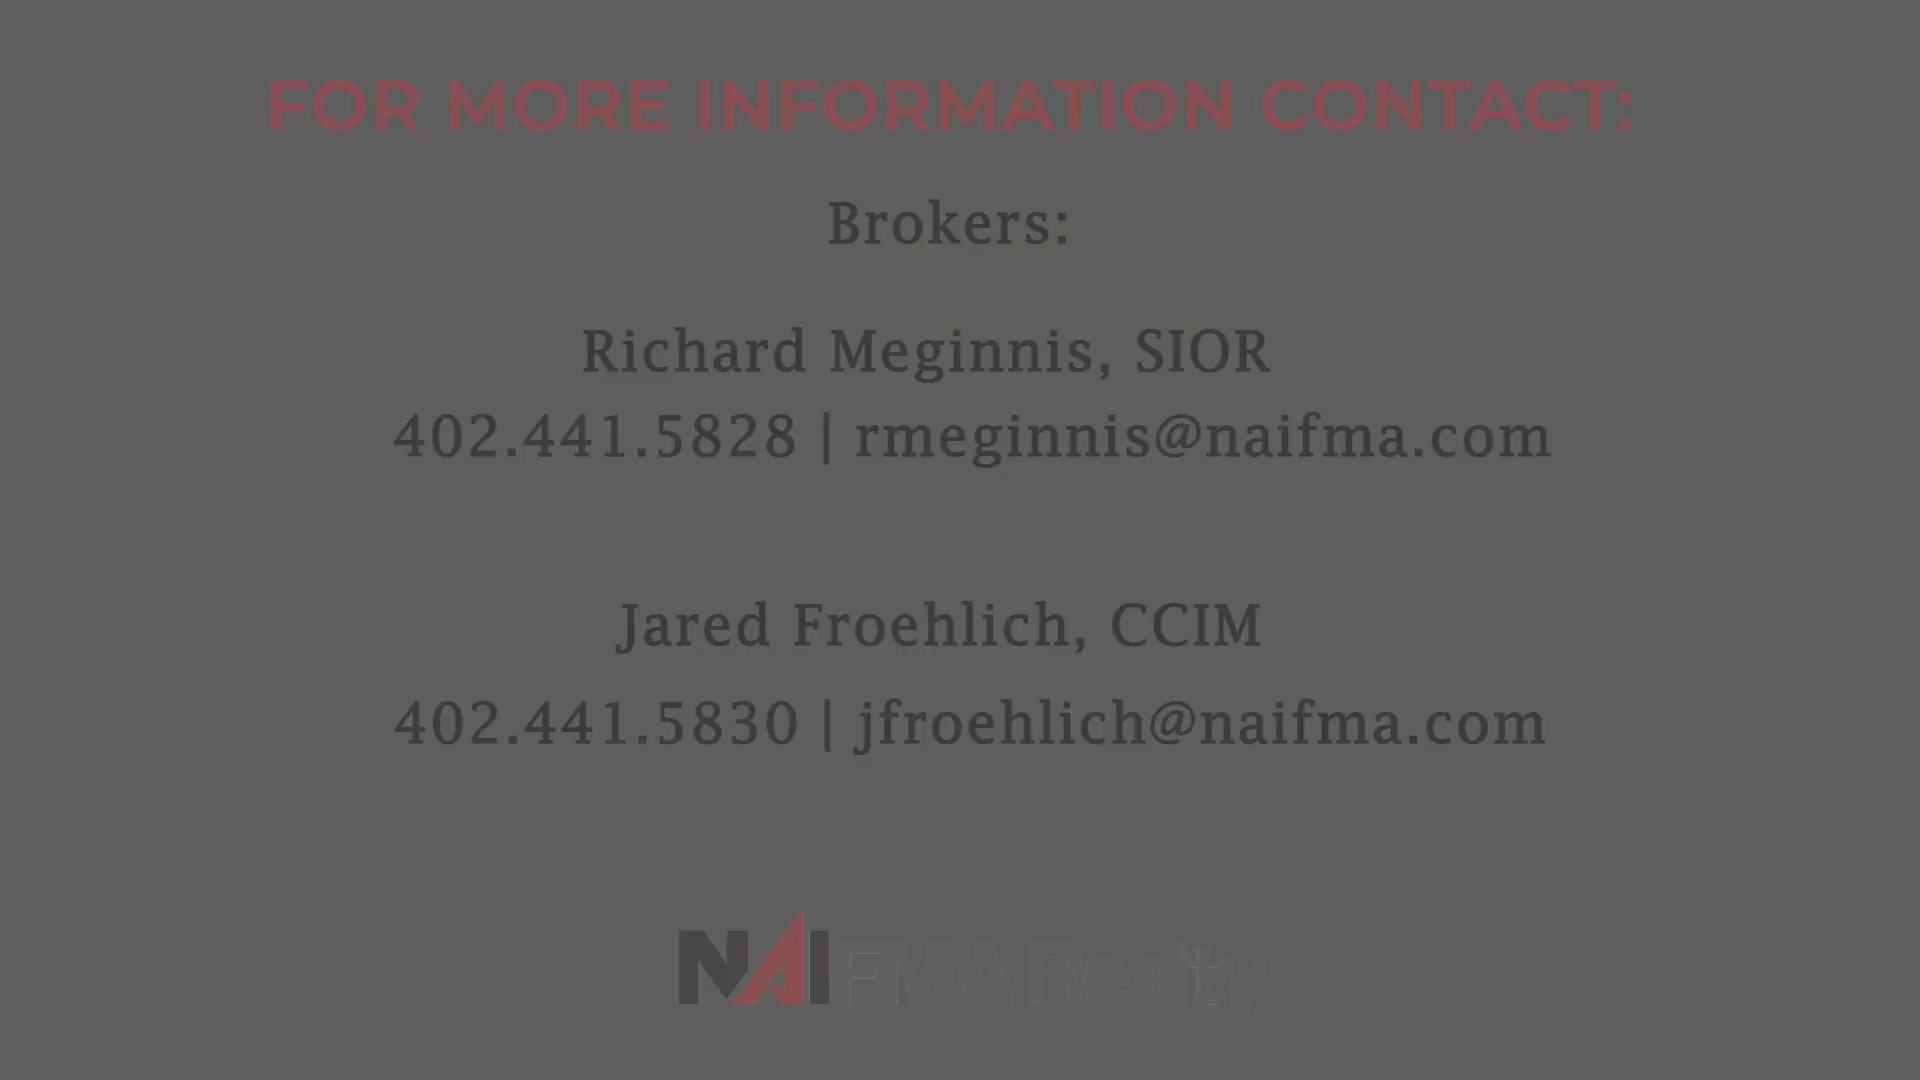 FOR MORE INFORMATION CONTACT:
Brokers:
Richard Meginnis, SIOR
402.441.5828 | rmeginnis@naifma.com
Jared Froehlich, CCIM
402.441.5830 | jfroehlich@naifma.com
NAI FMA Realty